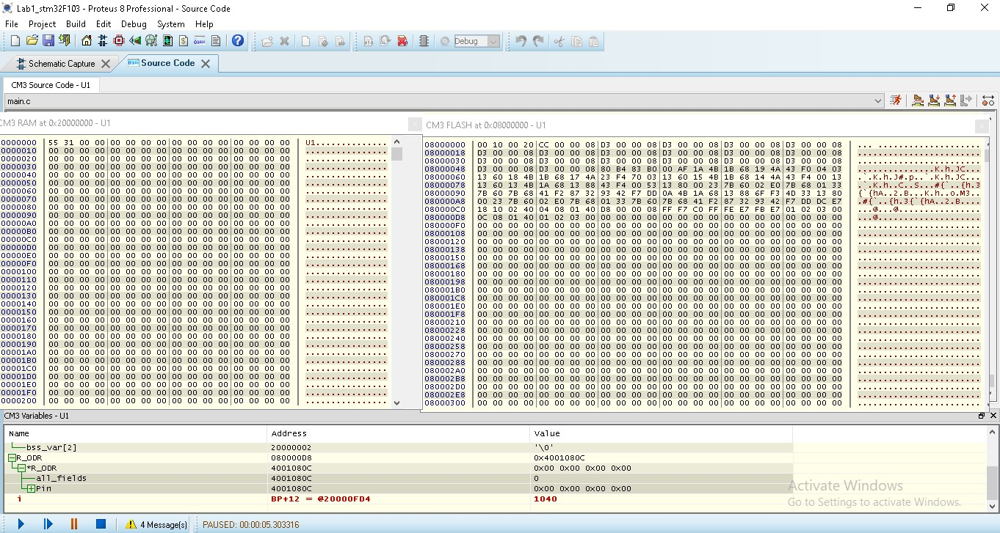 Lab1_stm32F103 - Proteus 8 Professional - Source Code
File Project Build Edit Debug System Help
Debug
Schematic Capture
Source Code
CM3 Source Code - U1
main.c
CM3 RAM at 0x20000000 - U1
0000000 55 31 00 00 00 00 00 00 00 00 00 00 00 00 00 00 U1..............
0000010 00 00 00 00 00 00 00 00 00 00 00 00 00 00 00 00 ................
0000020 00 00 00 00 00 00 00 00 00 00 00 00 00 00 00 00 ................
0000030 00 00 00 00 00 00 00 00 00 00 00 00 00 00 00 00 ................
0000040 00 00 00 00 00 00 00 00 00 00 00 00 00 00 00 00 ................
0000050 00 00 00 00 00 00 00 00 00 00 00 00 00 00 00 00 ................
0000060 00 00 00 00 00 00 00 00 00 00 00 00 00 00 00 00 ................
0000070 00 00 00 00 00 00 00 00 00 00 00 00 00 00 00 00 ................
0000080 00 00 00 00 00 00 00 00 00 00 00 00 00 00 00 00 ................
0000090 00 00 00 00 00 00 00 00 00 00 00 00 00 00 00 00 ................
00000A0 00 00 00 00 00 00 00 00 00 00 00 00 00 00 00 00 ................
00000B0 00 00 00 00 00 00 00 00 00 00 00 00 00 00 00 00 ................
00000C0 00 00 00 00 00 00 00 00 00 00 00 00 00 00 00 00 ................
00000D0 00 00 00 00 00 00 00 00 00 00 00 00 00 00 00 00 ................
00000E0 00 00 00 00 00 00 00 00 00 00 00 00 00 00 00 00 ................
00000F0 00 00 00 00 00 00 00 00 00 00 00 00 00 00 00 00 ................
0000100 00 00 00 00 00 00 00 00 00 00 00 00 00 00 00 00 ................
0000110 00 00 00 00 00 00 00 00 00 00 00 00 00 00 00 00 ................
0000120 00 00 00 00 00 00 00 00 00 00 00 00 00 00 00 00 ................
0000130 00 00 00 00 00 00 00 00 00 00 00 00 00 00 00 00 ................
0000140 00 00 00 00 00 00 00 00 00 00 00 00 00 00 00 00 ................
0000150 00 00 00 00 00 00 00 00 00 00 00 00 00 00 00 00 ................
0000160 00 00 00 00 00 00 00 00 00 00 00 00 00 00 00 00 ................
0000170 00 00 00 00 00 00 00 00 00 00 00 00 00 00 00 00 ................
0000180 00 00 00 00 00 00 00 00 00 00 00 00 00 00 00 00 ................
0000190 00 00 00 00 00 00 00 00 00 00 00 00 00 00 00 00 ................
00001A0 00 00 00 00 00 00 00 00 00 00 00 00 00 00 00 00 ................
00001B0 00 00 00 00 00 00 00 00 00 00 00 00 00 00 00 00 ................
00001C0 00 00 00 00 00 00 00 00 00 00 00 00 00 00 00 00 ................
00001D0 00 00 00 00 00 00 00 00 00 00 00 00 00 00 00 00 ................
00001E0 00 00 00 00 00 00 00 00 00 00 00 00 00 00 00 00 ................
00001F0 00 00 00 00 00 00 00 00 00 00 00 00 00 00 00 00 ................
0000200 00 00 00 00 00 00 00 00 00 00 00 00 00 00 00 00 ................
CM3 FLASH at 0x08000000 - U1
08000000 00 10 00 20 CC 00 00 08 D3 00 00 08 D3 00 00 08 D3 00 00 08 D3 00 00 08
08000018 D3 00 00 08 D3 00 00 08 D3 00 00 08 D3 00 00 08 D3 00 00 08 D3 00 00 08
08000030 D3 00 00 08 D3 00 00 08 D3 00 00 08 D3 00 00 08 D3 00 00 08 D3 00 00 08
08000048 D3 00 00 08 D3 00 00 08 80 B4 83 B0 00 AF 1A 4B 1B 68 19 4A 43 F0 04 03 .................K.h.JC...
08000060 13 60 18 4B 1B 68 17 4A 23 F4 70 03 13 60 15 4B 1B 68 14 4A 43 F4 00 13 .`.K.h.J#.p..`.K.h.JC...
08000078 13 60 13 4B 1A 68 13 88 43 F4 00 53 13 80 00 23 7B 60 02 E0 7B 68 01 33 .`.K.h..C..S...#{`..{h.3
08000090 7B 60 7B 68 41 F2 87 32 93 42 F7 DD 0A 4B 1A 68 13 88 6F F3 4D 33 13 80 {`{hA..2.B...K.h..o.M3..
080000A8 00 23 7B 60 02 E0 7B 68 01 33 7B 60 7B 68 41 F2 87 32 93 42 F7 DD DC E7 .#{`..{h.3{`{hA..2.B....
080000C0 18 10 02 40 04 08 01 40 D8 00 00 08 FF F7 C0 FF FE E7 FB E7 01 02 03 00 ...@...@................
080000D8 0C 08 01 40 01 02 03 00 00 00 00 00 00 00 00 00 00 00 00 00 00 00 00 00 ...@....................
080000F0 00 00 00 00 00 00 00 00 00 00 00 00 00 00 00 00 00 00 00 00 00 00 00 00
08000108 00 00 00 00 00 00 00 00 00 00 00 00 00 00 00 00 00 00 00 00 00 00 00 00
08000120 00 00 00 00 00 00 00 00 00 00 00 00 00 00 00 00 00 00 00 00 00 00 00 00
08000138 00 00 00 00 00 00 00 00 00 00 00 00 00 00 00 00 00 00 00 00 00 00 00 00
08000150 00 00 00 00 00 00 00 00 00 00 00 00 00 00 00 00 00 00 00 00 00 00 00 00
08000168 00 00 00 00 00 00 00 00 00 00 00 00 00 00 00 00 00 00 00 00 00 00 00 00
08000180 00 00 00 00 00 00 00 00 00 00 00 00 00 00 00 00 00 00 00 00 00 00 00 00
08000198 00 00 00 00 00 00 00 00 00 00 00 00 00 00 00 00 00 00 00 00 00 00 00 00
080001B0 00 00 00 00 00 00 00 00 00 00 00 00 00 00 00 00 00 00 00 00 00 00 00 00
080001C8 00 00 00 00 00 00 00 00 00 00 00 00 00 00 00 00 00 00 00 00 00 00 00 00
080001E0 00 00 00 00 00 00 00 00 00 00 00 00 00 00 00 00 00 00 00 00 00 00 00 00
080001F8 00 00 00 00 00 00 00 00 00 00 00 00 00 00 00 00 00 00 00 00 00 00 00 00
08000210 00 00 00 00 00 00 00 00 00 00 00 00 00 00 00 00 00 00 00 00 00 00 00 00
08000228 00 00 00 00 00 00 00 00 00 00 00 00 00 00 00 00 00 00 00 00 00 00 00 00
08000240 00 00 00 00 00 00 00 00 00 00 00 00 00 00 00 00 00 00 00 00 00 00 00 00
08000258 00 00 00 00 00 00 00 00 00 00 00 00 00 00 00 00 00 00 00 00 00 00 00 00
08000270 00 00 00 00 00 00 00 00 00 00 00 00 00 00 00 00 00 00 00 00 00 00 00 00
08000288 00 00 00 00 00 00 00 00 00 00 00 00 00 00 00 00 00 00 00 00 00 00 00 00
080002A0 00 00 00 00 00 00 00 00 00 00 00 00 00 00 00 00 00 00 00 00 00 00 00 00
080002B8 00 00 00 00 00 00 00 00 00 00 00 00 00 00 00 00 00 00 00 00 00 00 00 00
080002D0 00 00 00 00 00 00 00 00 00 00 00 00 00 00 00 00 00 00 00 00 00 00 00 00
080002E8 00 00 00 00 00 00 00 00 00 00 00 00 00 00 00 00 00 00 00 00 00 00 00 00
08000300 00 00 00 00 00 00 00 00 00 00 00 00 00 00 00 00 00 00 00 00 00 00 00 00
CM3 Variables - U1
Name Address Value
bss_var[2] 20000002 '\0'
R_ODR 080000D8 0x4001080C
*R_ODR 4001080C 0x00 0x00 0x00 0x00
all_fields 4001080C 0
Pin 4001080C 0x00 0x00 0x00 0x00
i BP+12 = @20000FD4 1040
Activate Windows
Go to Settings to activate Windows.
4 Message(s)
PAUSED: 00:00:05.303316